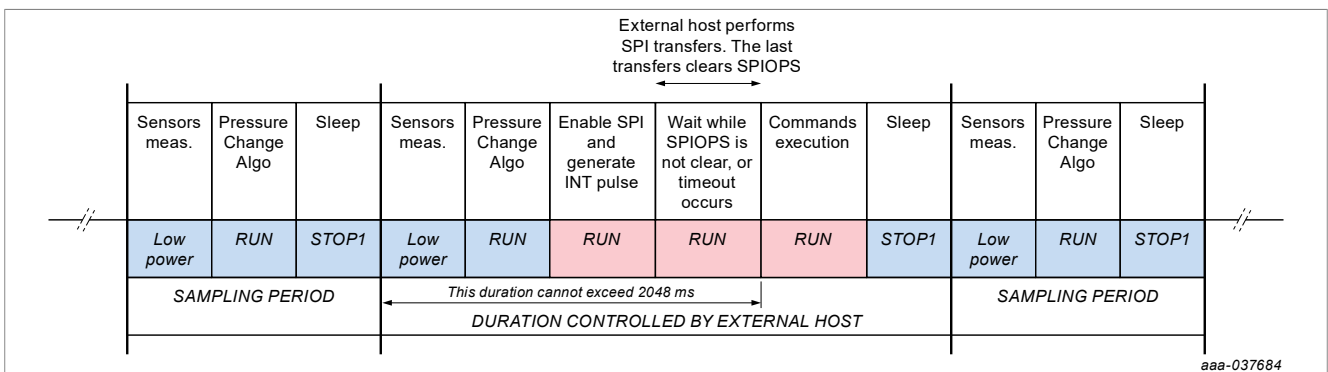 External host performs
SPI transfers. The last
transfers clears SPIOPS
Sensors
meas.
Pressure
Change
Algo
Sleep
Sensors
meas.
Pressure
Change
Algo
Enable SPI
and
generate
INT pulse
Wait while
SPIOPS is
not clear, or
timeout
occurs
Commands
execution
Sleep
Sensors
meas.
Pressure
Change
Algo
Sleep
Low
power
RUN
STOP1
Low
power
RUN
RUN
RUN
RUN
STOP1
Low
power
RUN
STOP1
SAMPLING PERIOD
This duration cannot exceed 2048 ms
SAMPLING PERIOD
DURATION CONTROLLED BY EXTERNAL HOST
aaa-037684